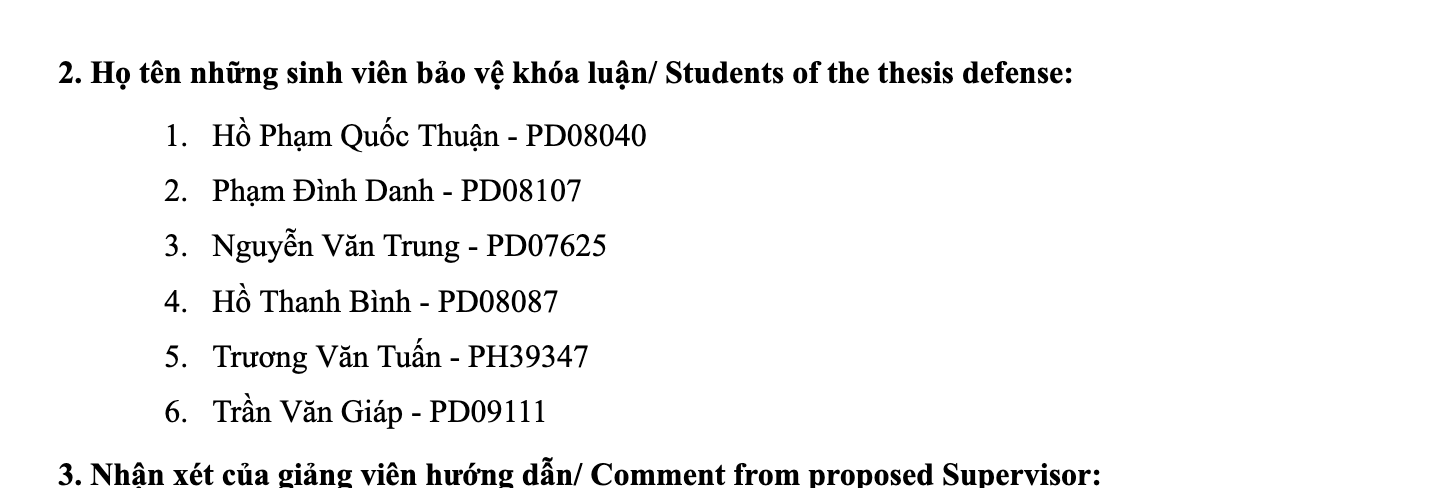 2. Họ tên những sinh viên bảo vệ khóa luận/ Students of the thesis defense:
1. Hồ Phạm Quốc Thuận - PD08040
2. Phạm Đình Danh - PD08107
3. Nguyễn Văn Trung - PD07625
4. Hồ Thanh Bình - PD08087
5. Trương Văn Tuấn - PH39347
6. Trần Văn Giáp - PD09111
3. Nhận xét của giảng viên hướng dẫn/ Comment from proposed Supervisor: